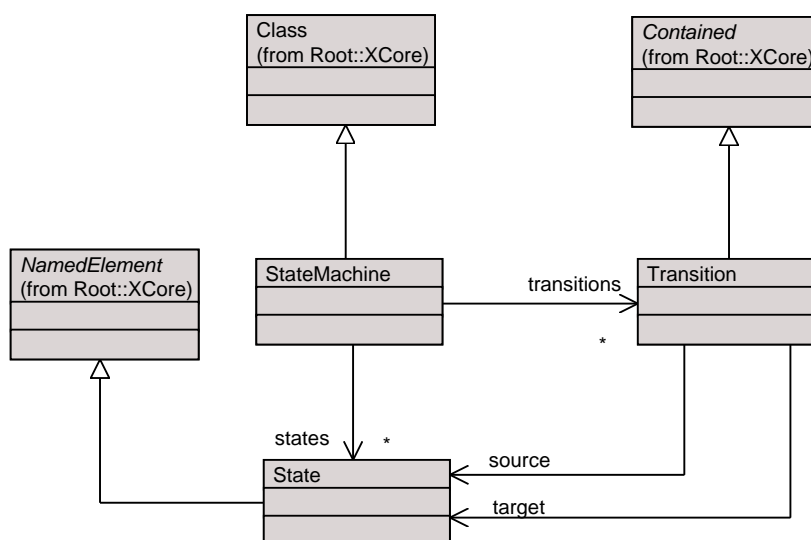 Class
(from Root::XCore)
Contained
(from Root::XCore)
NamedElement
(from Root::XCore)
StateMachine
transitions
*
Transition
states
*
State
source
target